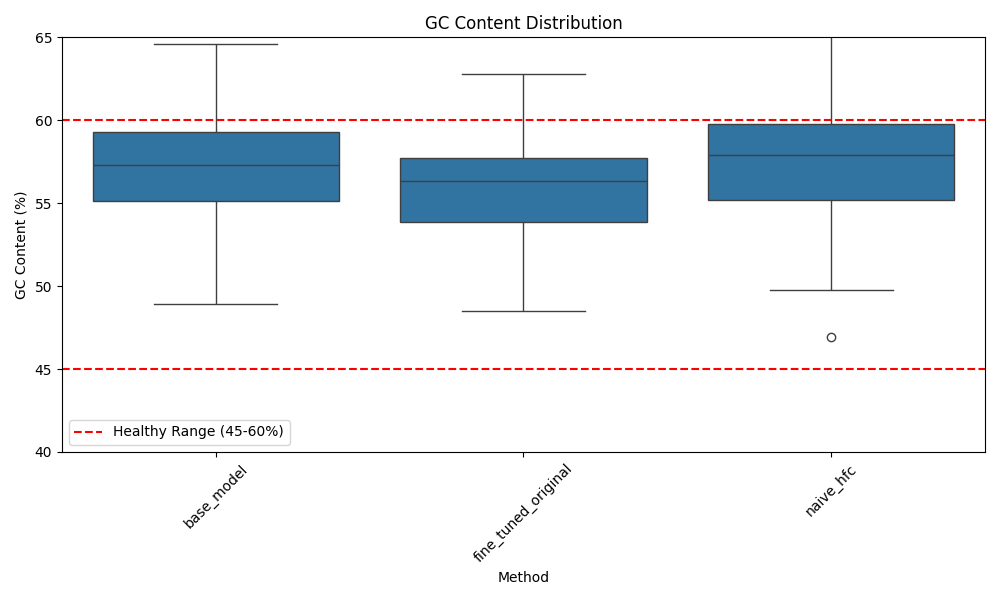 GC Content Distribution
GC Content (%)
65
60
55
50
45
40
Healthy Range (45-60%)
base_model
fine_tuned_original
naive_hfc
Method